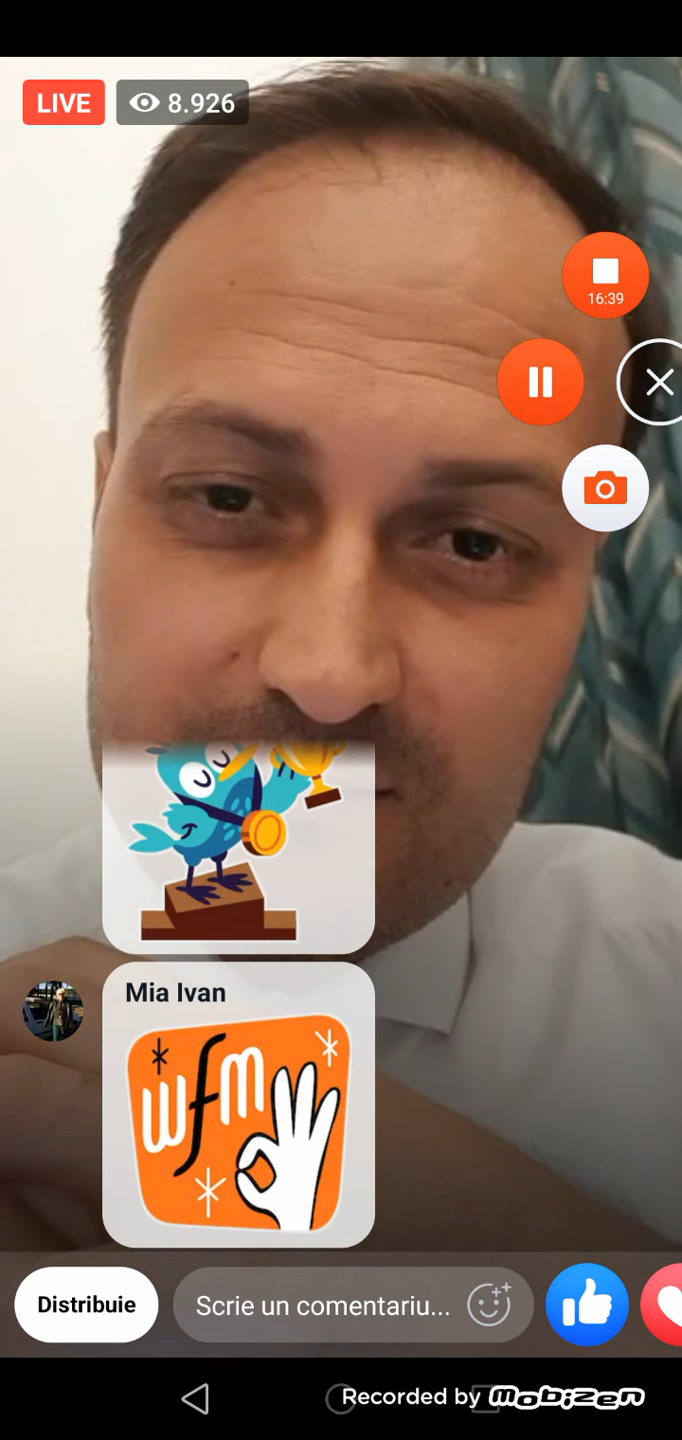 LIVE
8.926
16:39
Mia Ivan
wfm
Distribuie
Scrie un comentariu...
Recorded by mobizen